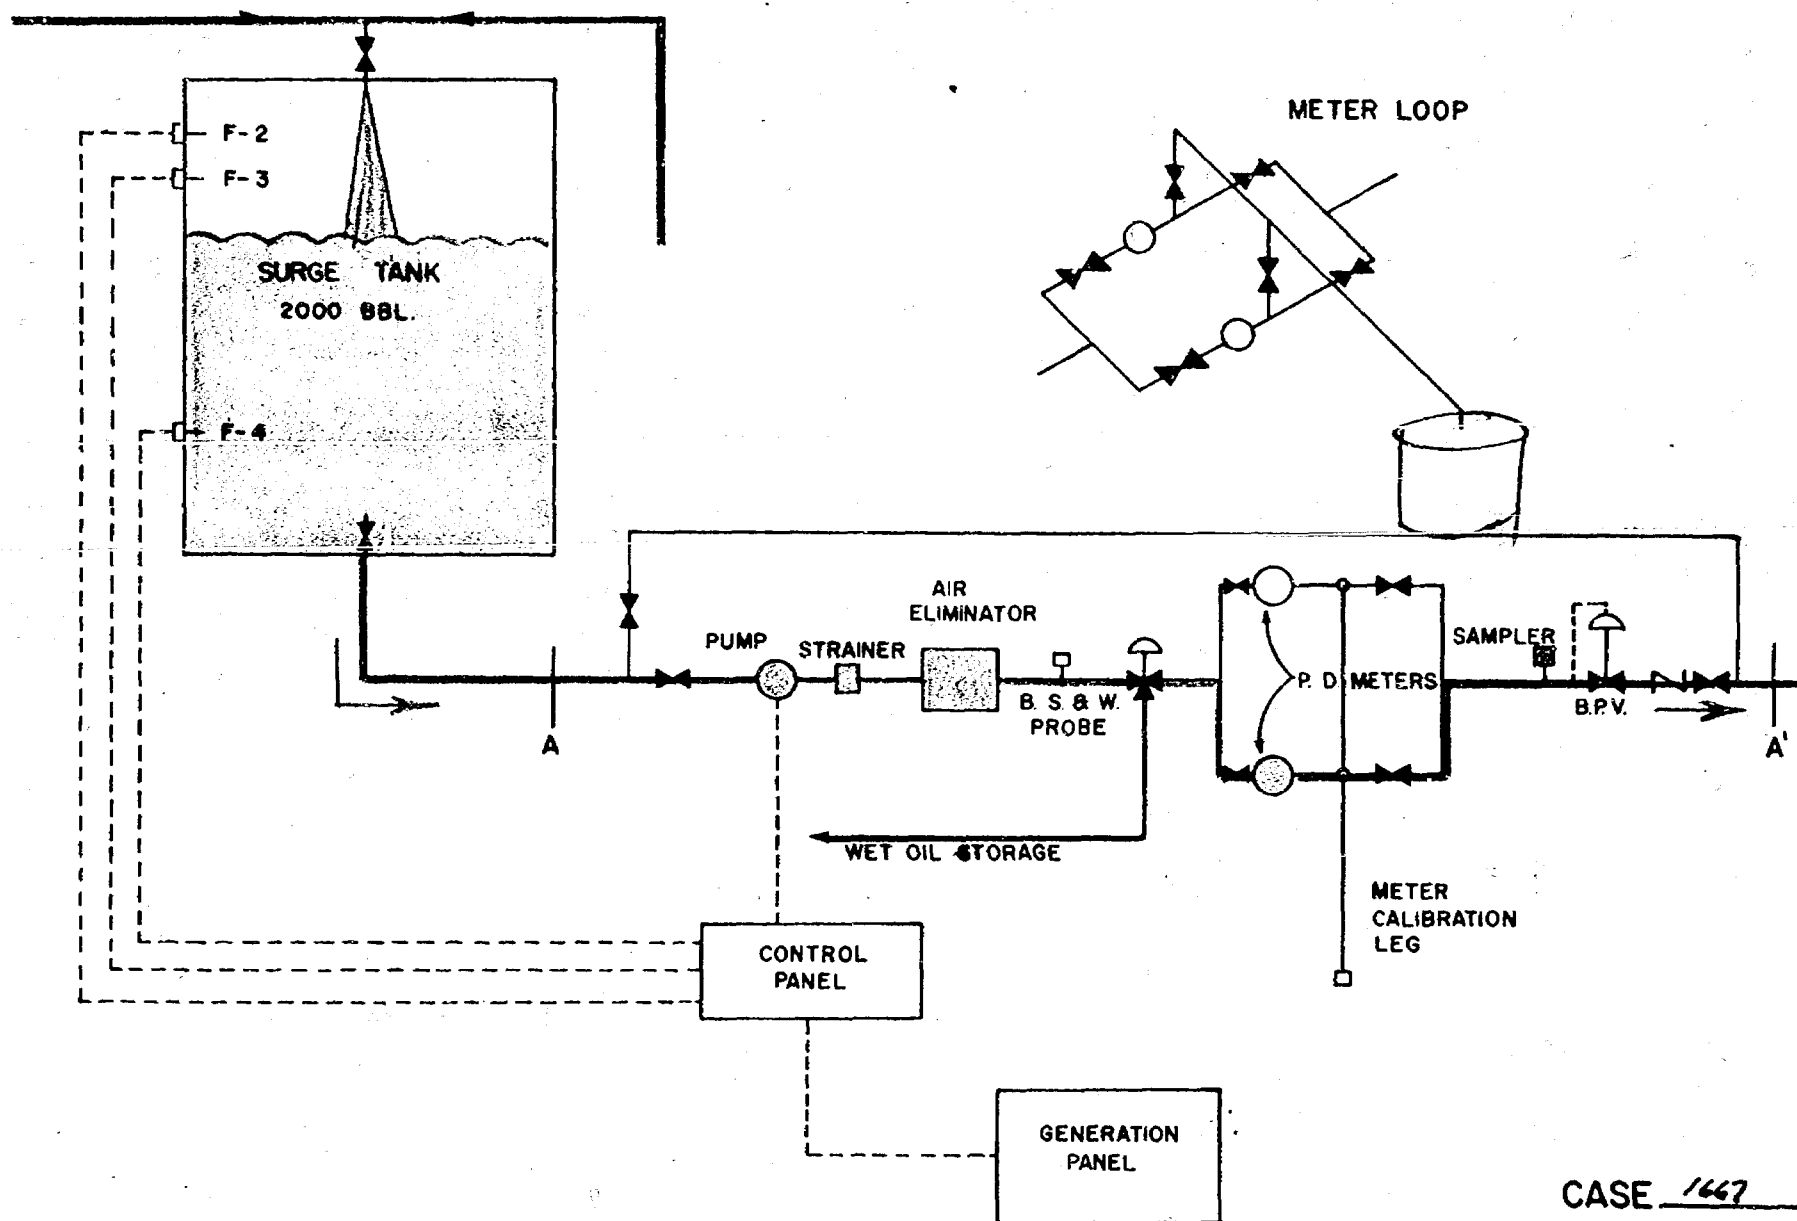 METER LOOP
F-2
F-3
SURGE TANK
2000 BBL.
F-4
AIR
ELIMINATOR
PUMP
STRAINER
SAMPLER
P. D. METERS
B. S. & W.
PROBE
B.P.V.
A
A'
WET OIL STORAGE
METER
CALIBRATION
LEG
CONTROL
PANEL
GENERATION
PANEL
CASE 1667